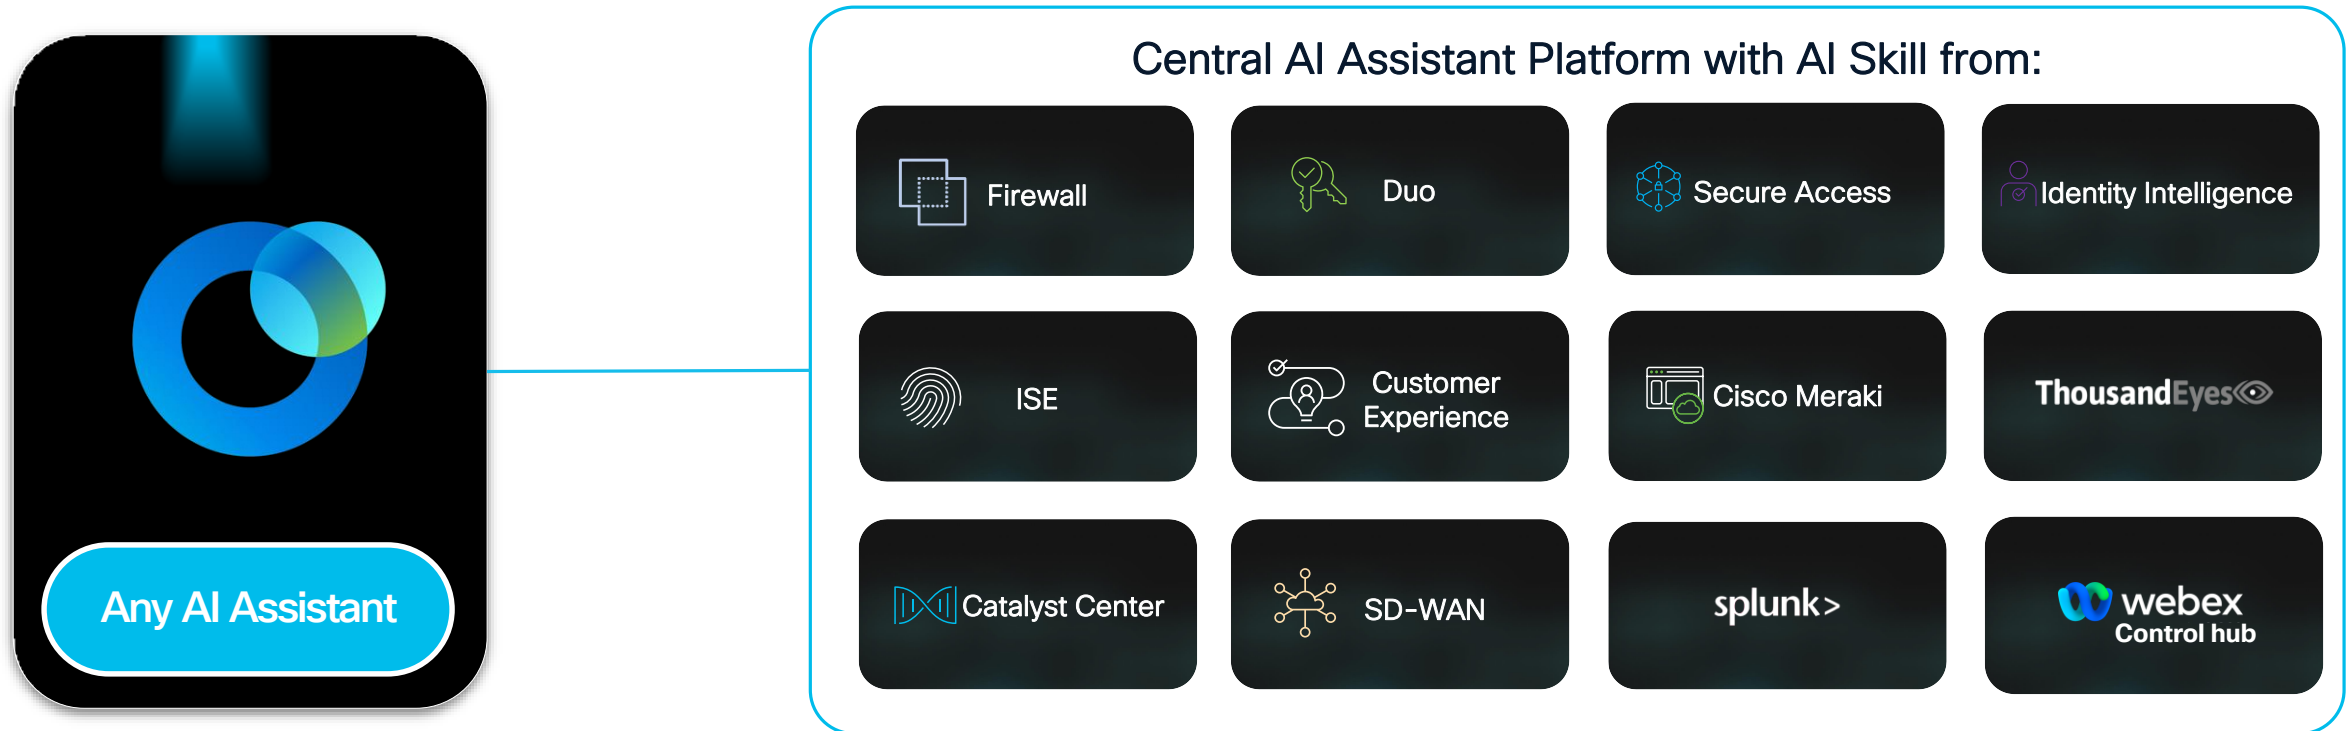 Central AI Assistant Platform with AI Skill from:
Firewall
Duo
Secure Access
Identity Intelligence
ISE
Customer
Experience
Cisco Meraki
ThousandEyes
Any AI Assistant
Catalyst Center
SD-WAN
splunk>
webex
Control hub